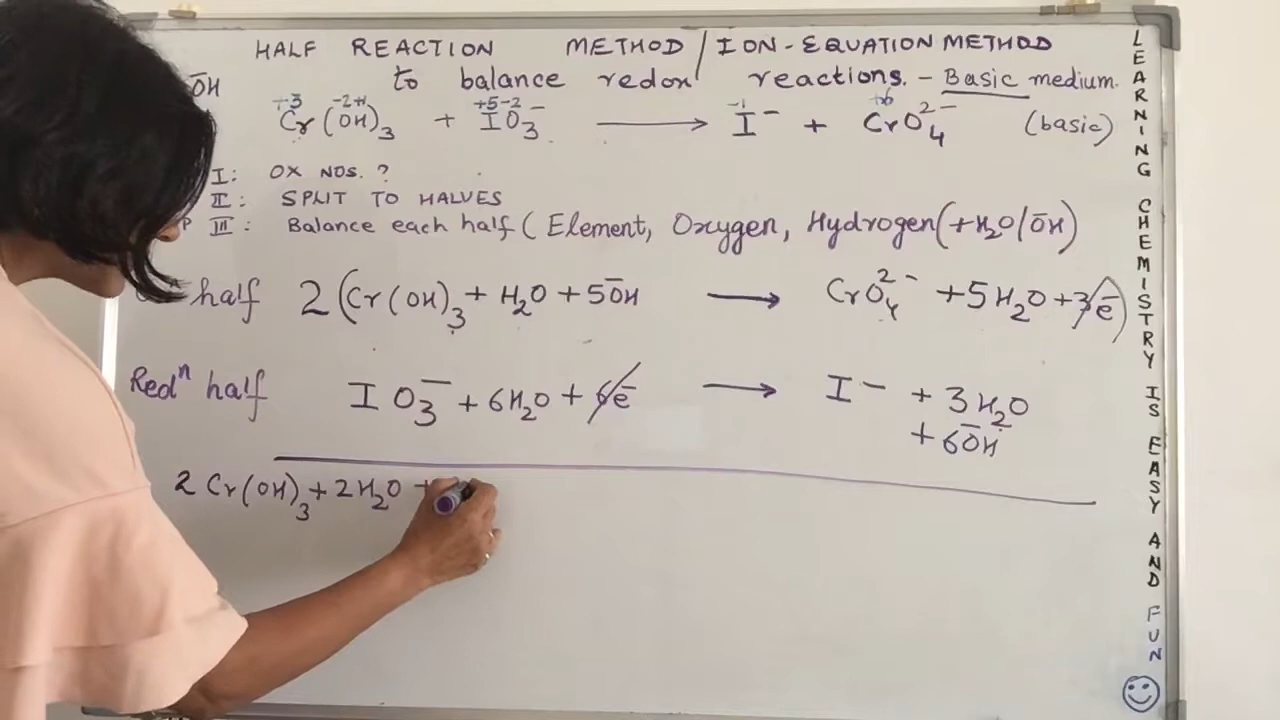 HALF REACTION METHOD / ION-EQUATION METHOD
to balance redox reactions. - Basic medium.
ŌH
+3 -2+1 +5 -2 -1 +6
Cr(OH)₃ + IO₃⁻ ⟶ I⁻ + CrO₄²⁻ (basic)
I: OX NOS. ?
II: SPLIT TO HALVES
P III: Balance each half (Element, Oxygen, Hydrogen (+H₂O/ŌH)
half 2(Cr(OH)₃ + H₂O + 5ŌH ⟶ CrO₄²⁻ + 5H₂O + 3ē)
Redⁿ half IO₃⁻ + 6H₂O + 6ē ⟶ I⁻ + 3H₂O
+ 6ŌH
2Cr(OH)₃ + 2H₂O +
LEARNING CHEMISTRY IS EASY AND FUN